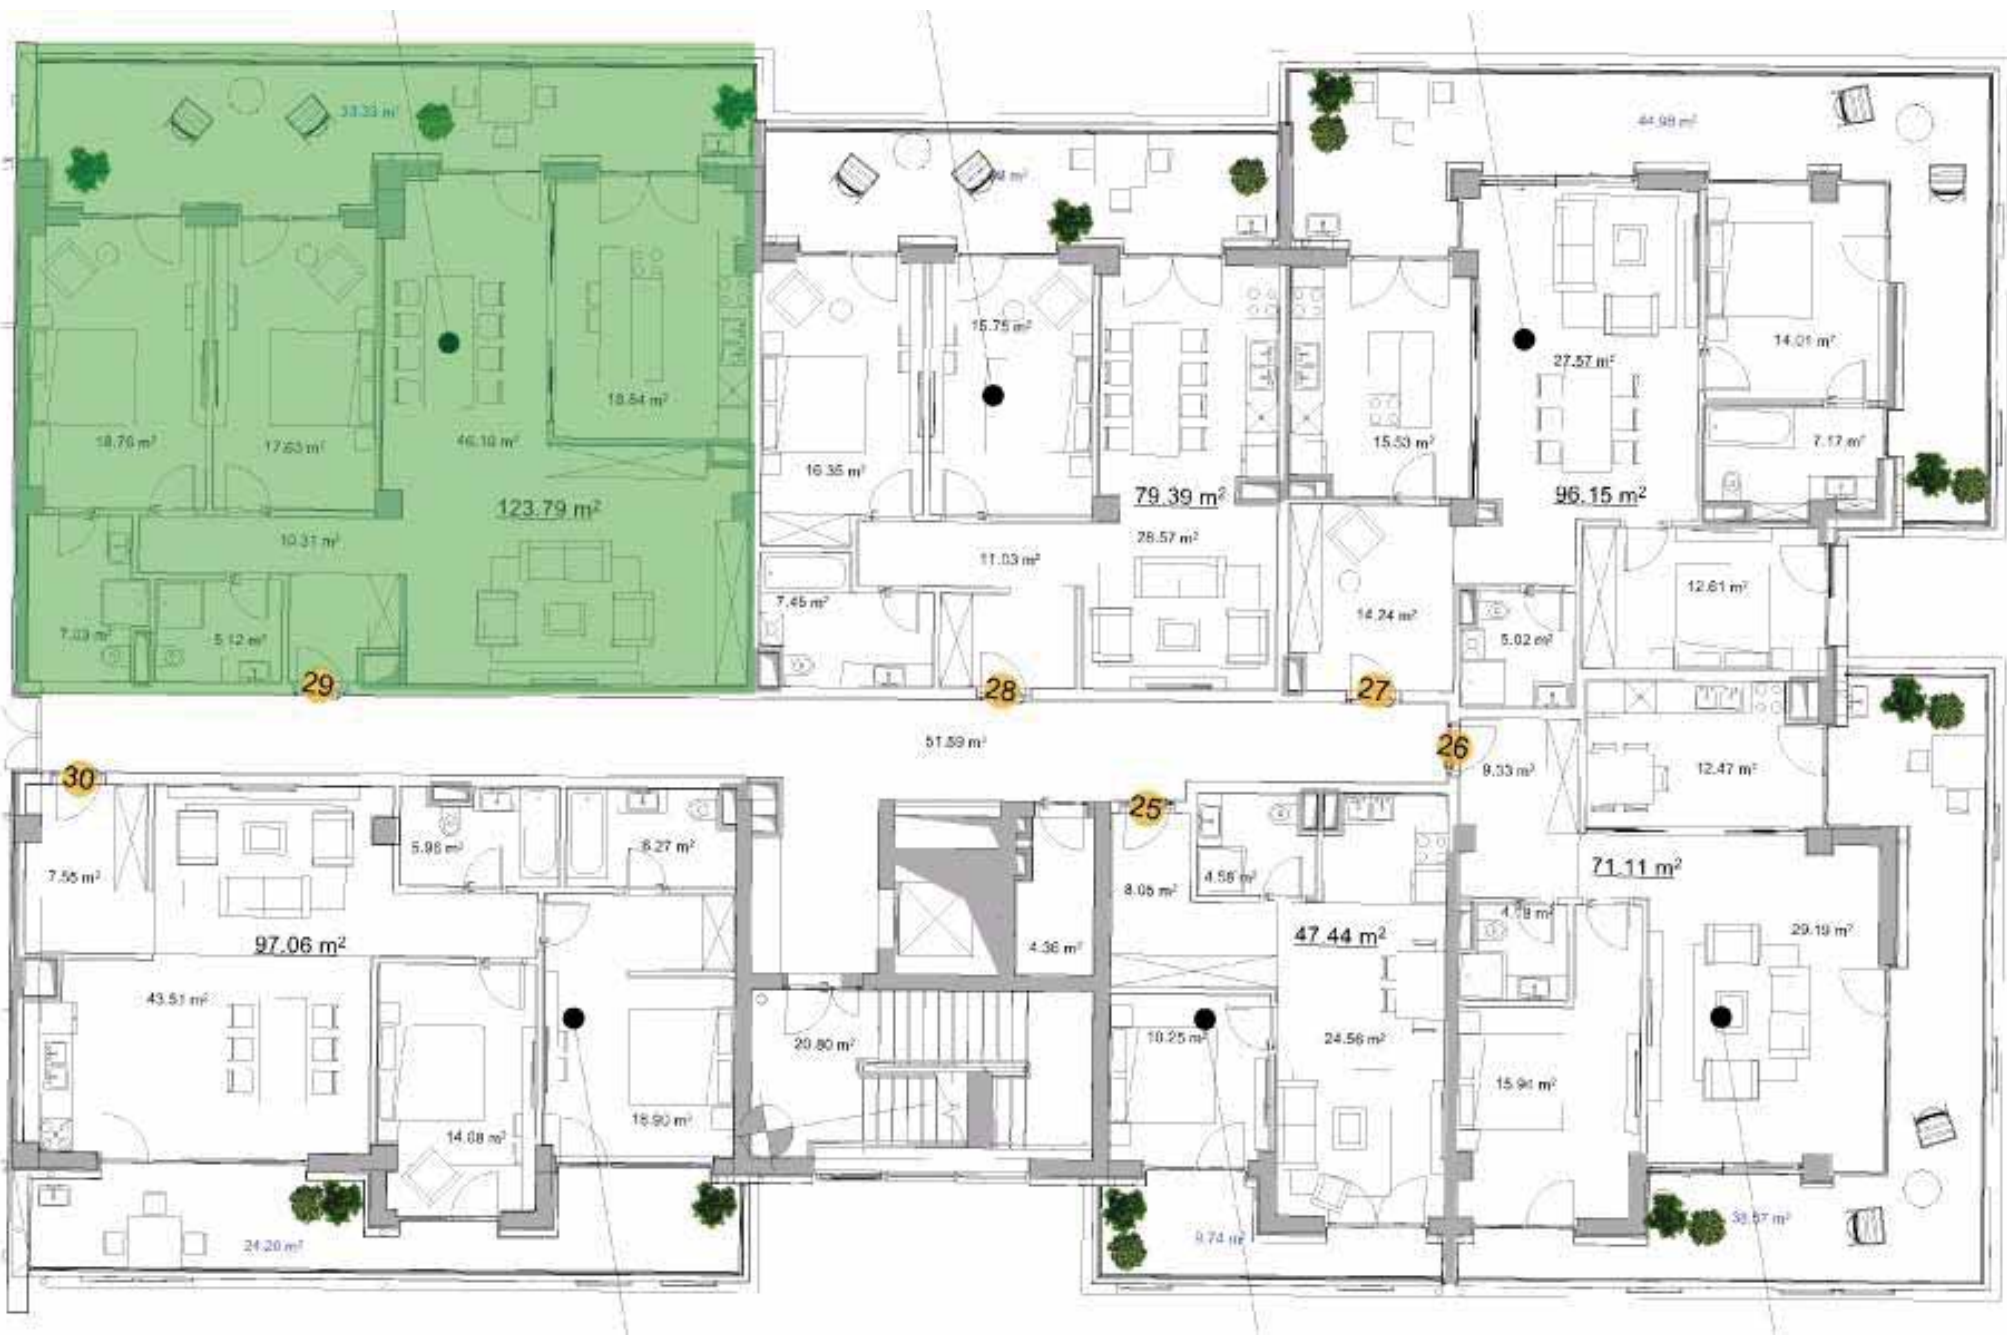 33.33 m²
44.98 m²
15.75 m²
14.01 m²
27.57 m²
18.84 m²
18.76 m²
17.63 m²
46.10 m²
16.35 m²
15.53 m²
7.17 m²
123.79 m²
79.39 m²
96.15 m²
10.31 m²
28.57 m²
11.03 m²
12.61 m²
7.45 m²
14.24 m²
7.03 m²
5.12 m²
5.02 m²
29
28
27
51.59 m²
26
9.33 m²
12.47 m²
30
25
5.96 m²
6.27 m²
7.55 m²
8.05 m²
4.58 m²
71.11 m²
4.18 m²
97.06 m²
4.36 m²
47.44 m²
29.19 m²
43.51 m²
20.80 m²
10.25 m²
24.56 m²
15.94 m²
14.08 m²
18.90 m²
24.20 m²
9.74 m²
m²